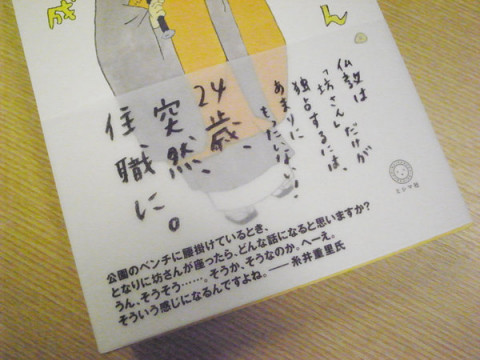 ん。
仏教は
「坊さん」だけが
独占するには、
あまりに
もったいない!
24歳、
突然、
住職に。
ミシマ社
公園のベンチに腰掛けているとき、
となりに坊さんが座ったら、どんな話になると思いますか?
うん、そうそう……。そうか、そうなのか。へーえ。
そういう感じになるんですよね。——糸井重里氏